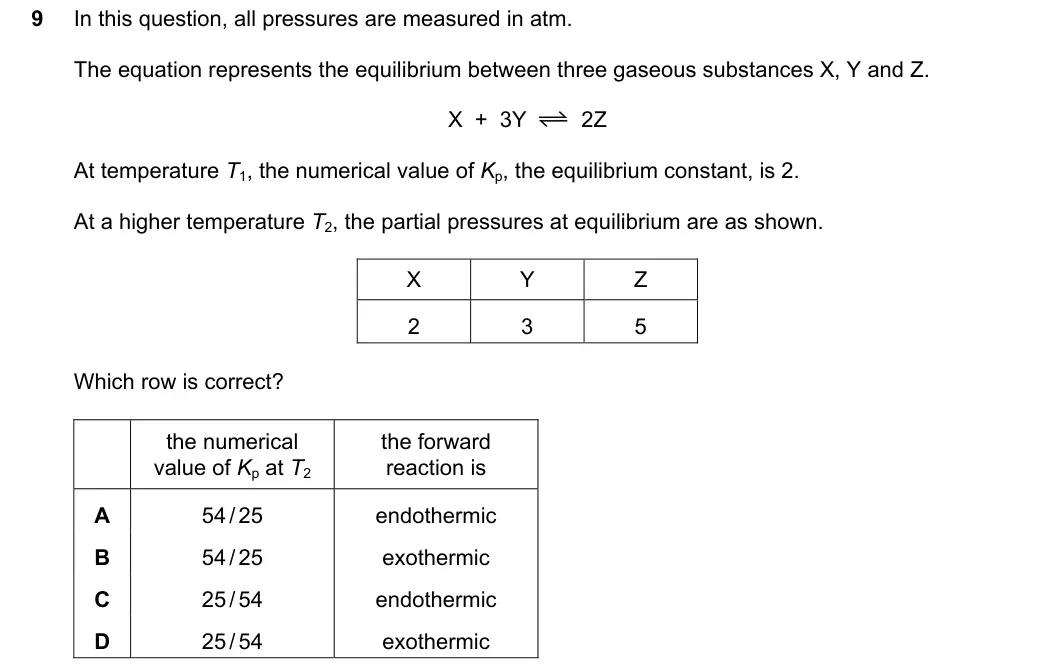 9 In this question, all pressures are measured in atm.
The equation represents the equilibrium between three gaseous substances X, Y and Z.
X + 3Y ⇌ 2Z
At temperature T₁, the numerical value of Kₚ, the equilibrium constant, is 2.
At a higher temperature T₂, the partial pressures at equilibrium are as shown.
X Y Z
2 3 5
Which row is correct?
the numerical value of Kₚ at T₂ the forward reaction is
A 54/25 endothermic
B 54/25 exothermic
C 25/54 endothermic
D 25/54 exothermic